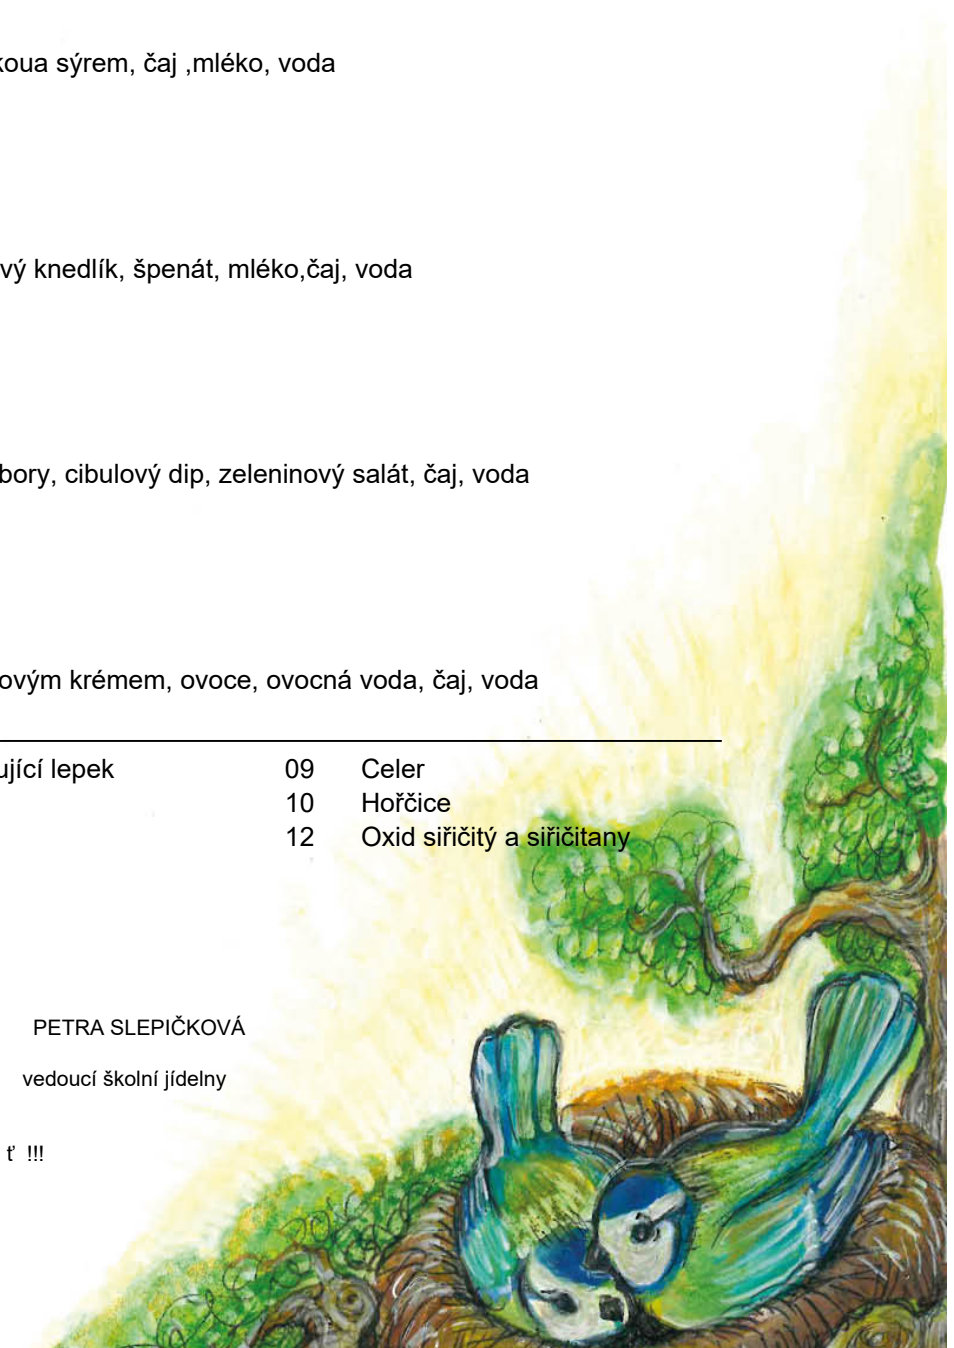 koua sýrem, čaj ,mléko, voda
vý knedlík, špenát, mléko,čaj, voda
bory, cibulový dip, zeleninový salát, čaj, voda
ovým krémem, ovoce, ovocná voda, čaj, voda
ující lepek 09 Celer
10 Hořčice
12 Oxid siřičitý a siřičitany
PETRA SLEPIČKOVÁ
vedoucí školní jídelny
ť !!!